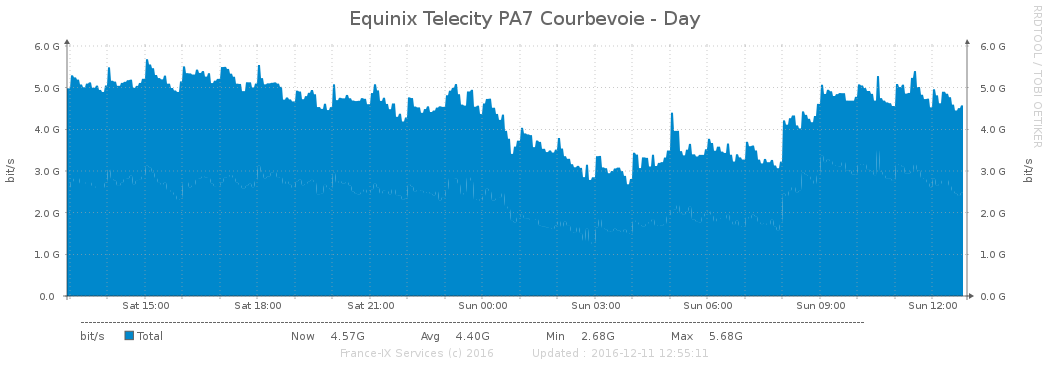 Equinix Telecity PA7 Courbevoie - Day
RRDTOOL / TOBI OETIKER
6.0 G 6.0 G
5.0 G 5.0 G
4.0 G 4.0 G
3.0 G 3.0 G
2.0 G 2.0 G
1.0 G 1.0 G
0.0 0.0 G
bit/s bit/s
Sat 15:00 Sat 18:00 Sat 21:00 Sun 00:00 Sun 03:00 Sun 06:00 Sun 09:00 Sun 12:00
bit/s Total Now 4.57G Avg 4.40G Min 2.68G Max 5.68G
France-IX Services (c) 2016 Updated : 2016-12-11 12:55:11